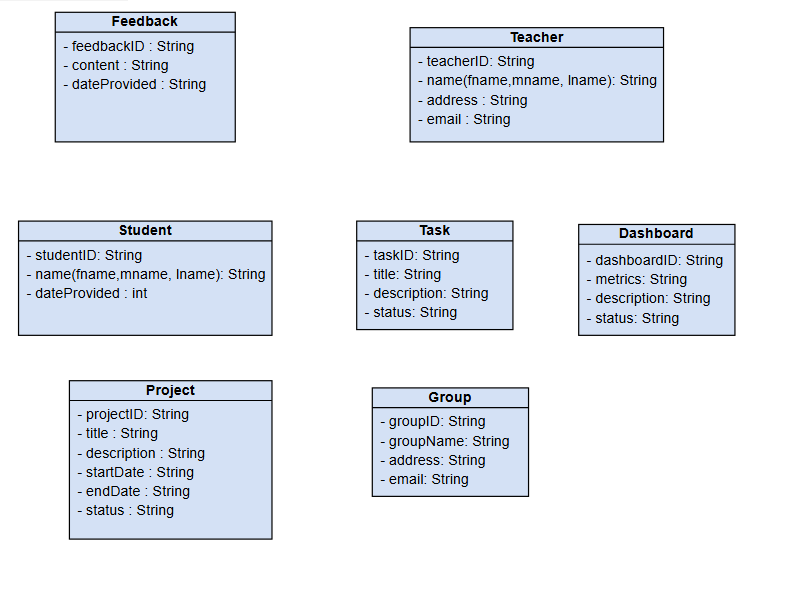 Feedback
- feedbackID : String
- content : String
- dateProvided : String
Teacher
- teacherID: String
- name(fname,mname, lname): String
- address : String
- email : String
Student
- studentID: String
- name(fname,mname, lname): String
- dateProvided : int
Task
- taskID: String
- title: String
- description: String
- status: String
Dashboard
- dashboardID: String
- metrics: String
- description: String
- status: String
Project
- projectID: String
- title : String
- description : String
- startDate : String
- endDate : String
- status : String
Group
- groupID: String
- groupName: String
- address: String
- email: String